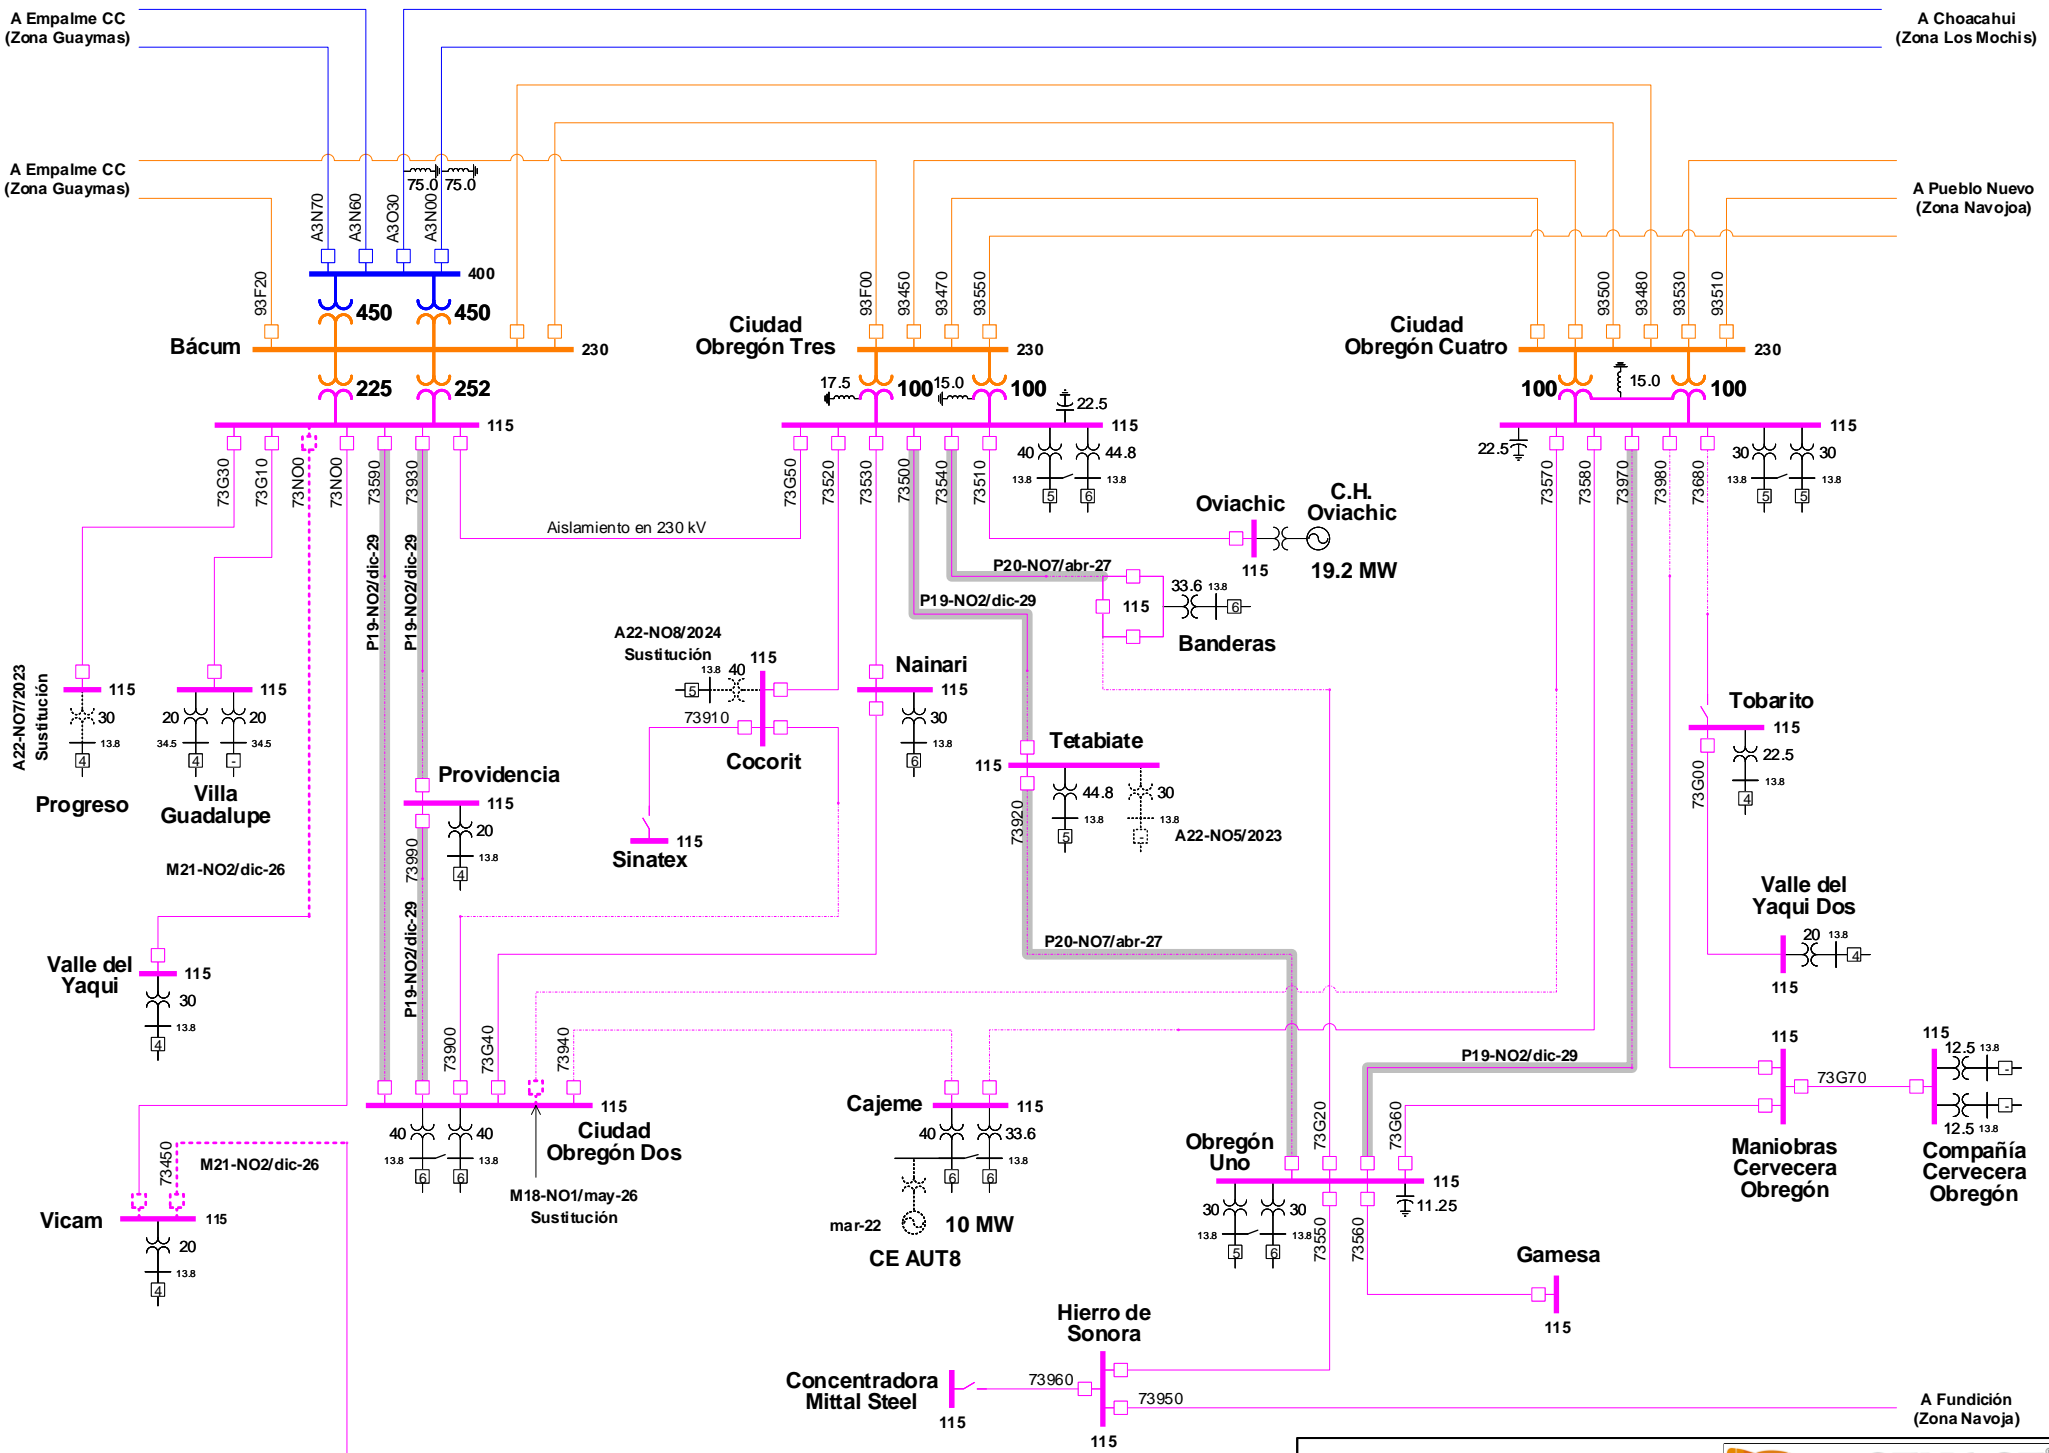 A Empalme CC
(Zona Guaymas)
A Choacahui
(Zona Los Mochis)
A Empalme CC
(Zona Guaymas)
A Pueblo Nuevo
(Zona Navojoa)
75.0
75.0
A3N70
A3N60
A3O30
A3N00
400
93F20
450
450
Bácum
230
225
252
115
Ciudad
Obregón Tres
93F00
93450
93470
93550
230
17.5
100
15.0
100
22.5
115
Ciudad
Obregón Cuatro
93500
93480
93530
93510
230
100
15.0
100
115
22.5
73G30
73G10
73NO0
73NO0
73590
73930
Aislamiento en 230 kV
73G50
73520
73530
73500
73540
73510
40
44.8
13.8
13.8
5
6
73570
73580
73970
73980
73680
30
30
13.8
13.8
5
5
Oviachic
C.H.
Oviachic
115
19.2 MW
P19-NO2/dic-29
P19-NO2/dic-29
P20-NO7/abr-27
P19-NO2/dic-29
33.6
13.8
6
115
Banderas
A22-NO8/2024
Sustitución
115
13.8
40
5
73910
Cocorit
Nainari
115
30
13.8
6
A22-NO7/2023
Sustitución
115
30
13.8
4
Progreso
115
20
20
34.5
34.5
4
-
Villa
Guadalupe
Tobarito
115
22.5
13.8
4
73G00
Tetabiate
115
44.8
30
13.8
13.8
5
-
A22-NO5/2023
73920
Providencia
115
20
13.8
4
73990
115
Sinatex
M21-NO2/dic-26
P19-NO2/dic-29
P20-NO7/abr-27
Valle del
Yaqui Dos
20
13.8
4
115
Valle del
Yaqui
115
30
13.8
4
73900
73G40
73940
115
40
40
13.8
13.8
6
6
Ciudad
Obregón Dos
M18-NO1/may-26
Sustitución
Cajeme
115
40
33.6
13.8
6
6
mar-22
10 MW
CE AUT8
P19-NO2/dic-29
73G20
73G60
Obregón
Uno
115
11.25
30
30
13.8
13.8
5
6
73550
73560
115
73G70
Maniobras
Cervecera
Obregón
115
12.5
13.8
-
12.5
13.8
-
Compañía
Cervecera
Obregón
73450
M21-NO2/dic-26
Vicam
115
20
13.8
4
Gamesa
115
Hierro de
Sonora
Concentradora
Mittal Steel
73960
73950
115
115
A Fundición
(Zona Navoja)